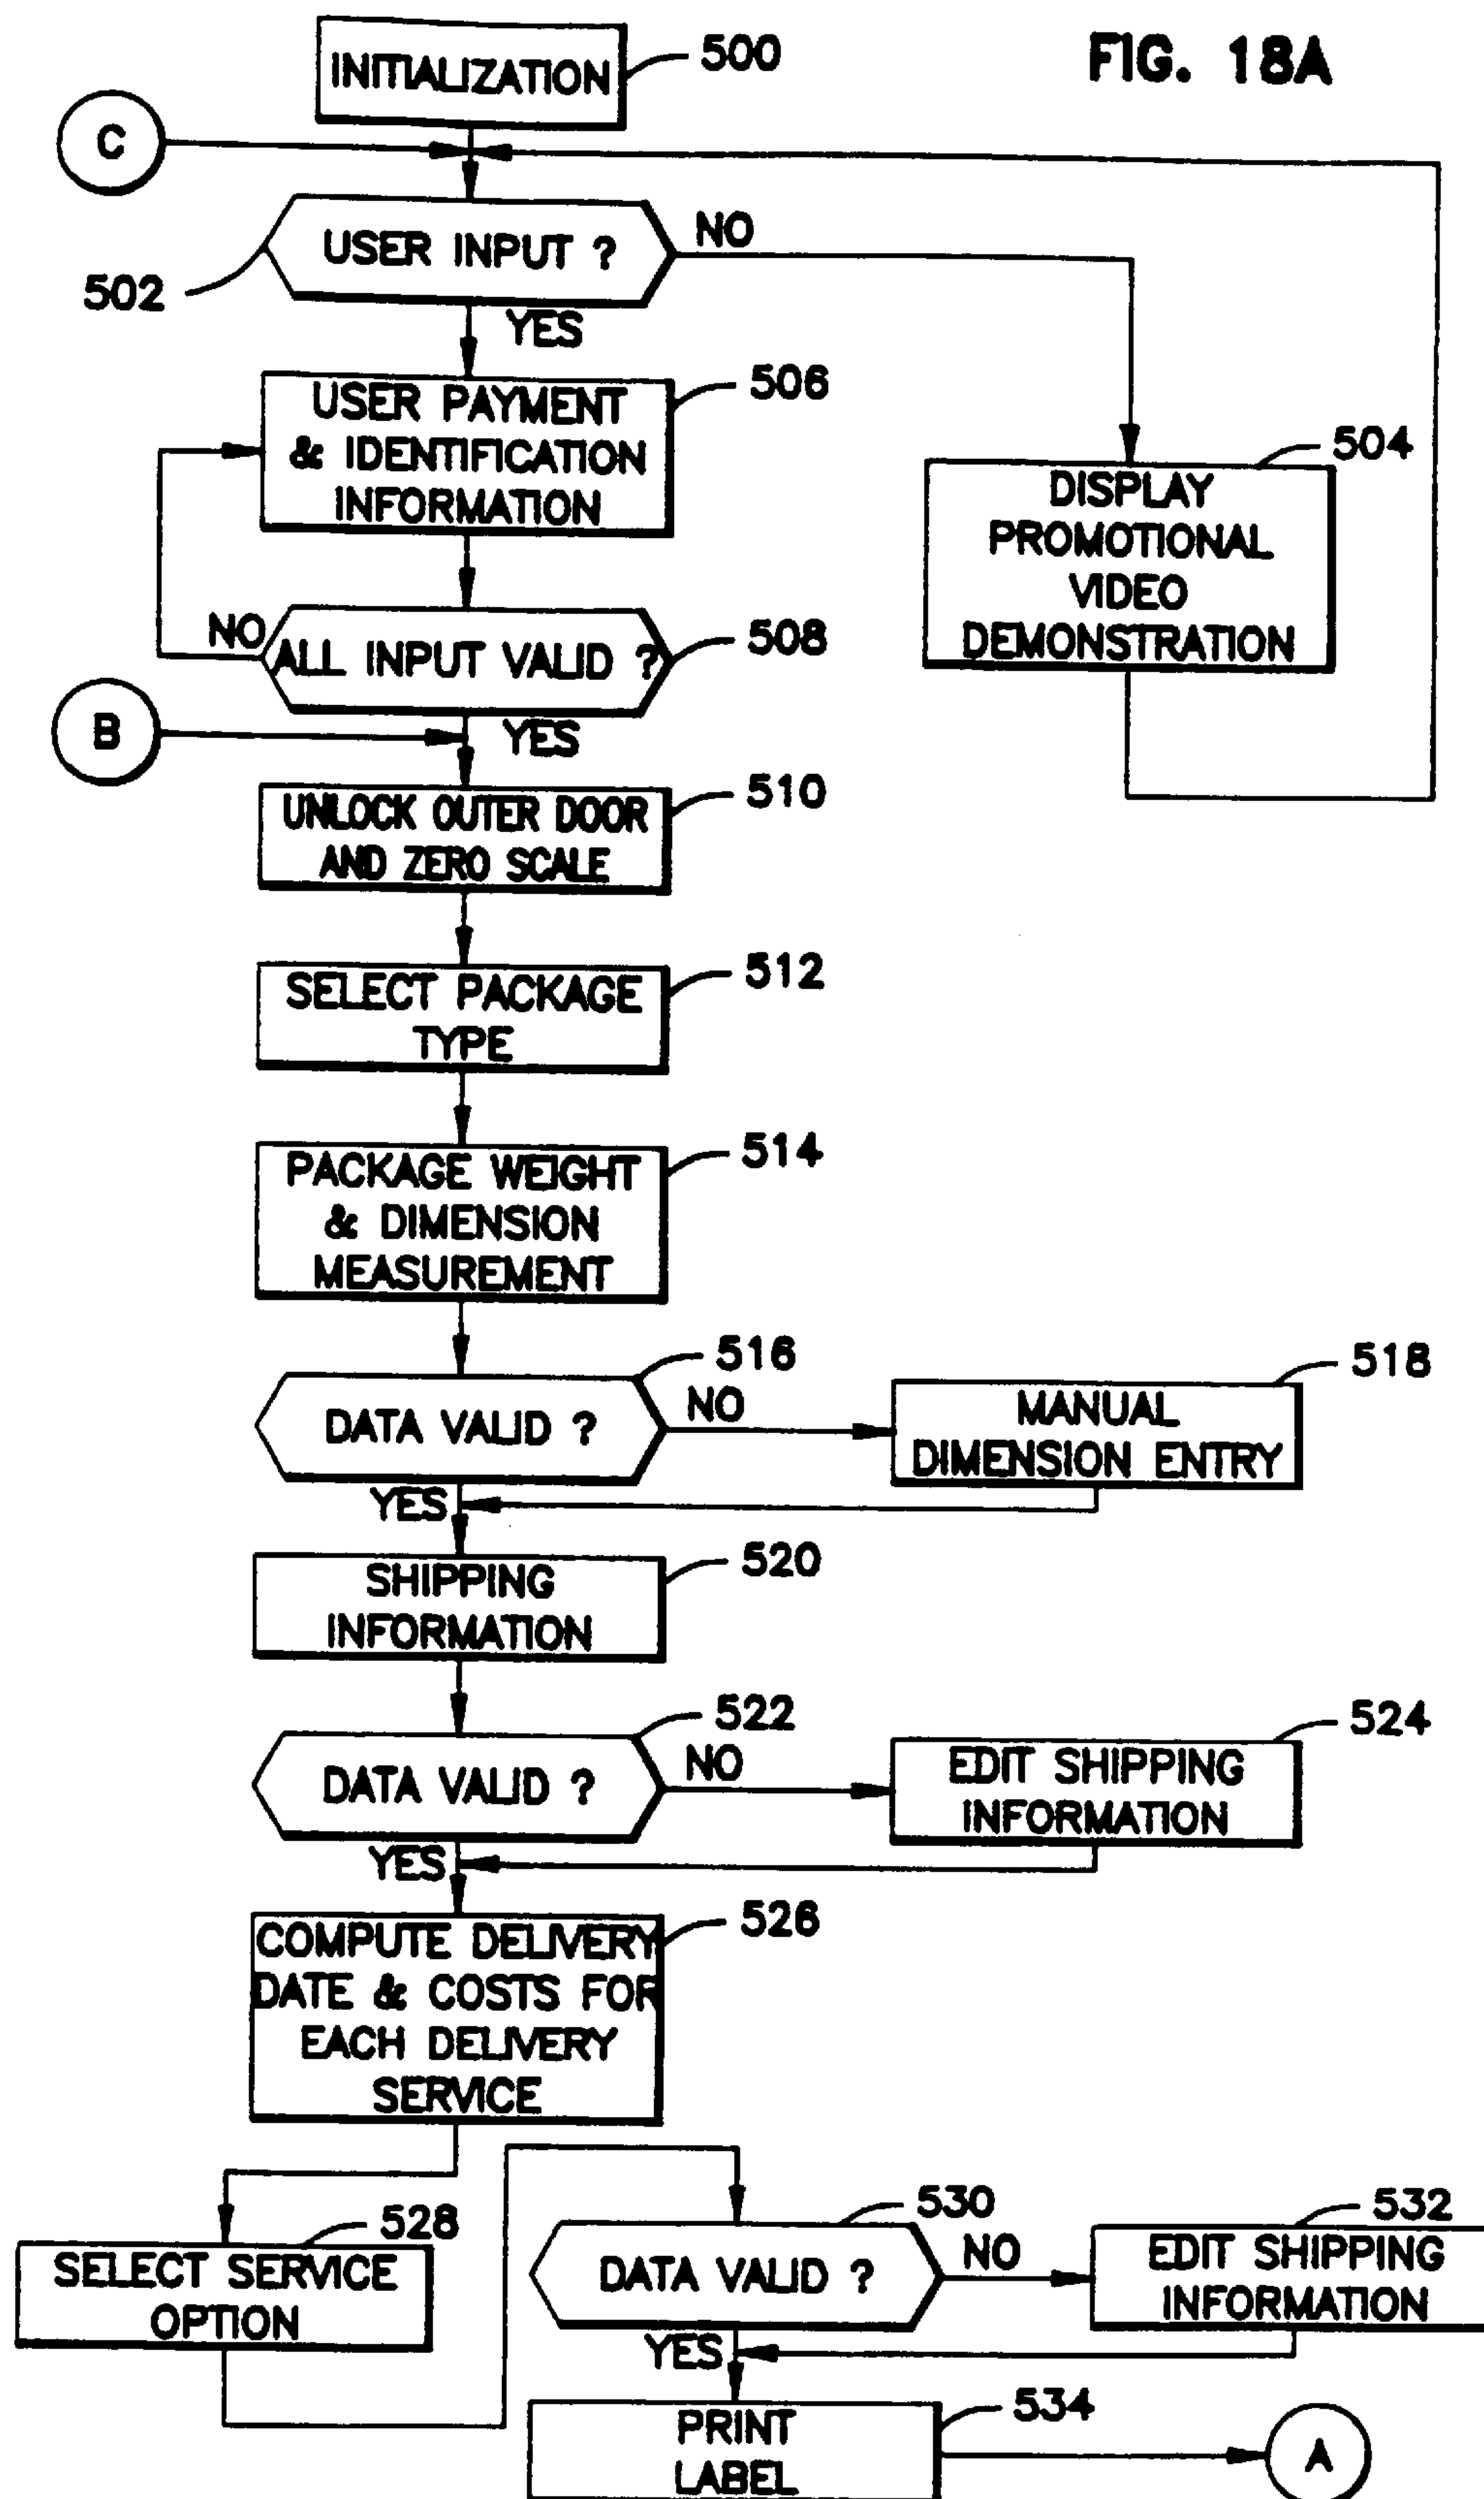 INITIALIZATION
500
FIG. 18A
C
USER INPUT ?
NO
502
YES
USER PAYMENT
& IDENTIFICATION
INFORMATION
506
504
DISPLAY
PROMOTIONAL
VIDEO
DEMONSTRATION
NO
ALL INPUT VALID ?
508
B
YES
UNLOCK OUTER DOOR
AND ZERO SCALE
510
SELECT PACKAGE
TYPE
512
PACKAGE WEIGHT
& DIMENSION
MEASUREMENT
514
DATA VALID ?
516
NO
MANUAL
DIMENSION ENTRY
518
YES
SHIPPING
INFORMATION
520
DATA VALID ?
522
NO
EDIT SHIPPING
INFORMATION
524
YES
COMPUTE DELIVERY
DATE & COSTS FOR
EACH DELIVERY
SERVICE
526
SELECT SERVICE
OPTION
528
DATA VALID ?
530
NO
EDIT SHIPPING
INFORMATION
532
YES
PRINT
LABEL
534
A